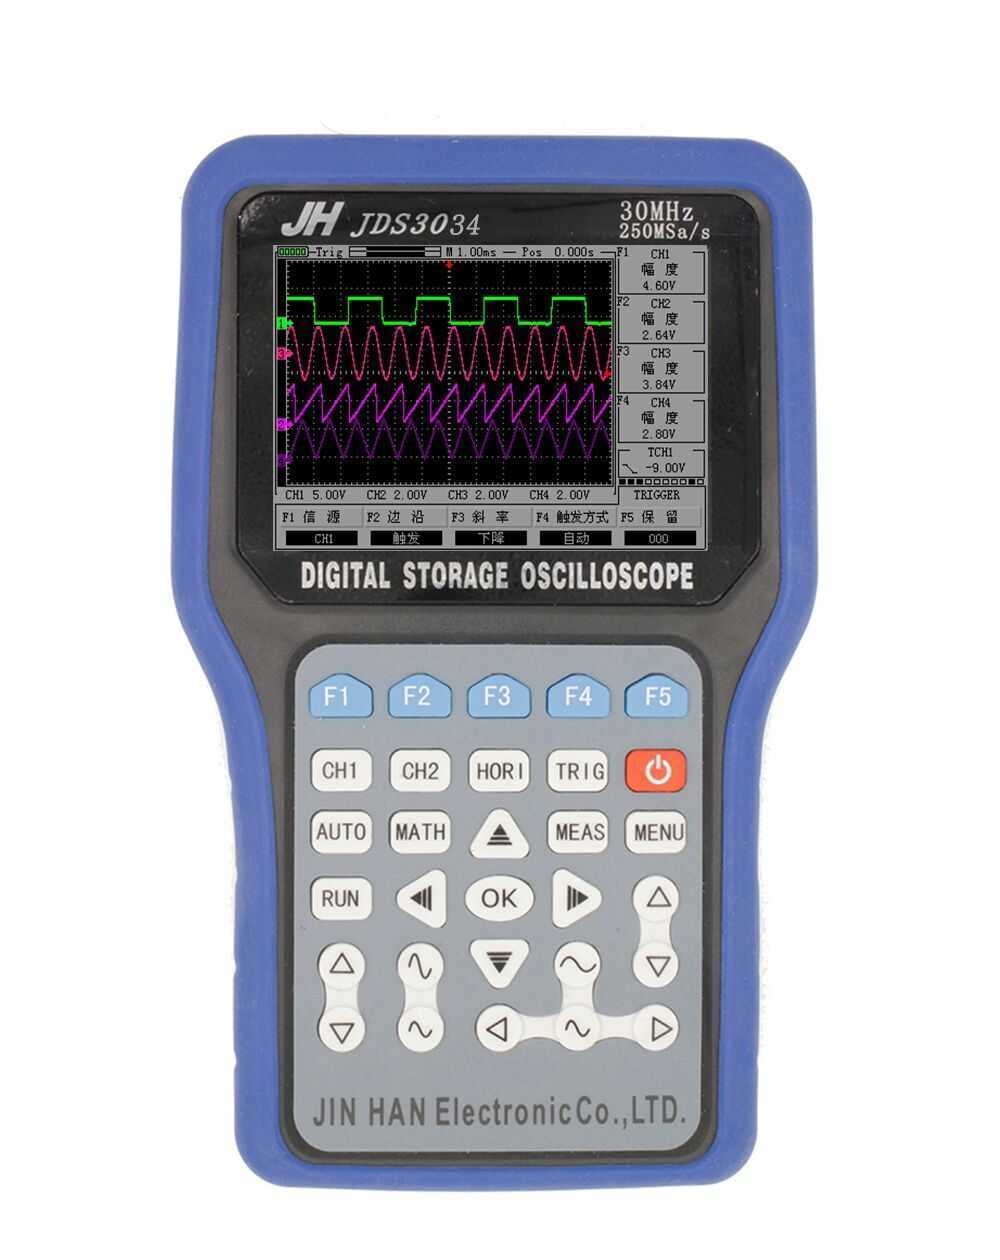 JH JDS3034
30MHz
250MSa/s
Trig M 1.00ms Pos 0.000s
F1 CH1
幅 度
4.60V
F2 CH2
幅 度
2.64V
F3 CH3
幅 度
3.84V
F4 CH4
幅 度
2.80V
TCH1
-9.00V
1
3
2
CH1 5.00V CH2 2.00V CH3 2.00V CH4 2.00V
TRIGGER
F1 信 源 F2 边 沿 F3 斜 率 F4 触发方式 F5 保 留
CH1 触发 下降 自动 000
DIGITAL STORAGE OSCILLOSCOPE
F1 F2 F3 F4 F5
CH1 CH2 HORI TRIG
AUTO MATH MEAS MENU
RUN OK
JIN HAN Electronic Co.,LTD.